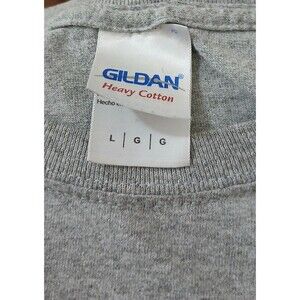 GILDAN®
Heavy Cotton
Hecho
L | G | G